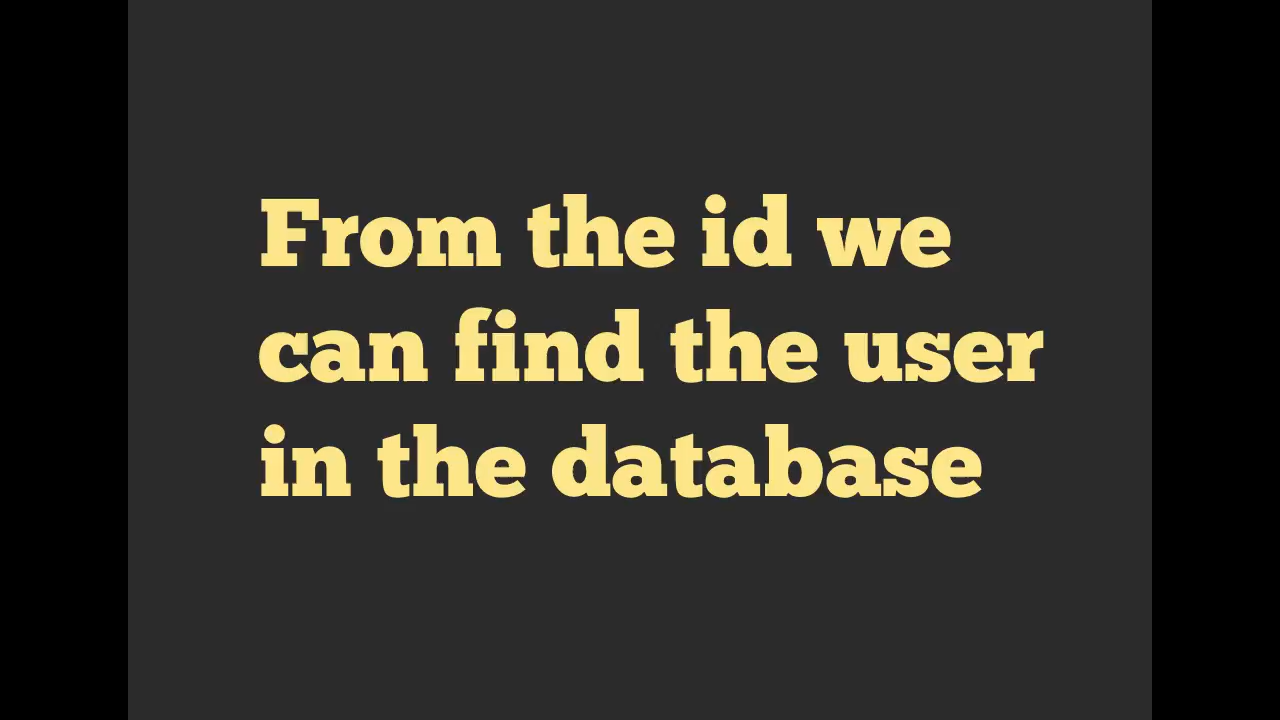 From the id we
can find the user
in the database